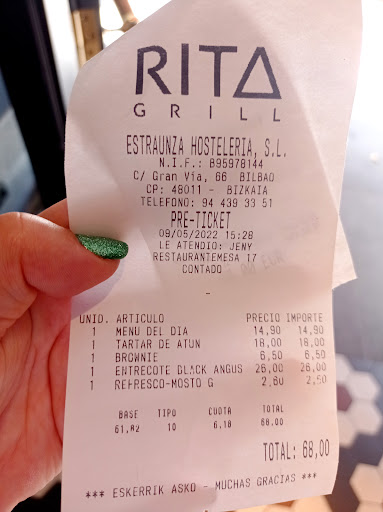 RITA
GRILL
ESTRAUNZA HOSTELERIA, S.L.
N.I.F.: B95978144
C/ Gran Vía, 66 BILBAO
CP: 48011 - BIZKAIA
TELEFONO: 94 439 33 51
PRE-TICKET
09/05/2022 15:28
LE ATENDIO: JENY
RESTAURANTEMESA 17
CONTADO
-
UNID. ARTICULO PRECIO IMPORTE
1 MENU DEL DIA 14,90 14,90
1 TARTAR DE ATUN 18,00 18,00
1 BROWNIE 6,50 6,50
1 ENTRECOTE BLACK ANGUS 26,00 26,00
1 REFRESCO-MOSTO G 2,60 2,60
BASE TIPO CUOTA TOTAL
61,82 10 6,18 68,00
TOTAL: 68,00
*** ESKERRIK ASKO - MUCHAS GRACIAS ***